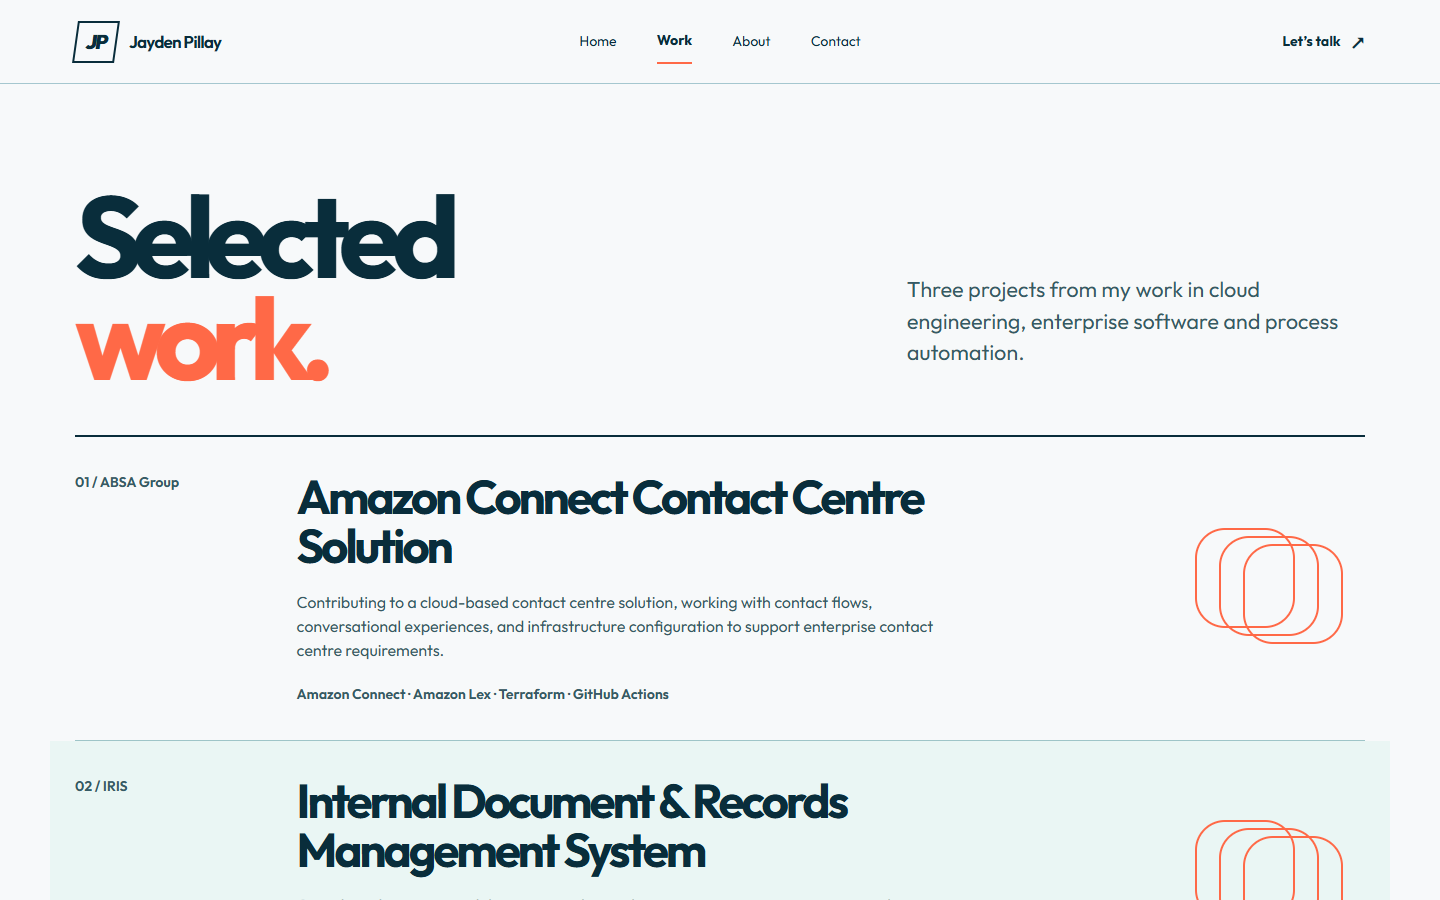 JP Jayden Pillay
Home Work About Contact
Let's talk ↗
Selected
work.
Three projects from my work in cloud
engineering, enterprise software and process
automation.
01 / ABSA Group
Amazon Connect Contact Centre
Solution
Contributing to a cloud-based contact centre solution, working with contact flows,
conversational experiences, and infrastructure configuration to support enterprise contact
centre requirements.
Amazon Connect · Amazon Lex · Terraform · GitHub Actions
02 / IRIS
Internal Document & Records
Management System